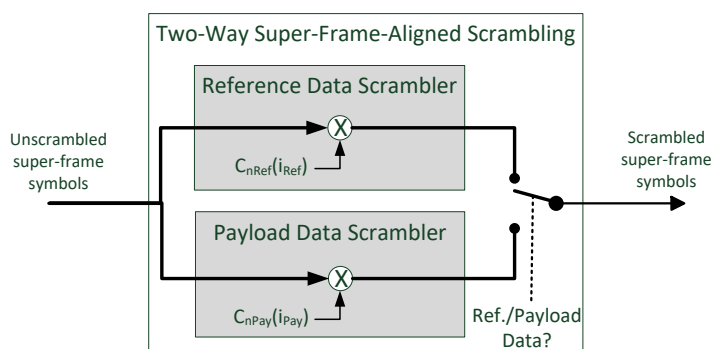 Two-Way Super-Frame-Aligned Scrambling
Reference Data Scrambler
Unscrambled
super-frame
symbols
X
CnRef(iRef)
Scrambled
super-frame
symbols
Payload Data Scrambler
X
CnPay(iPay)
Ref./Payload
Data?